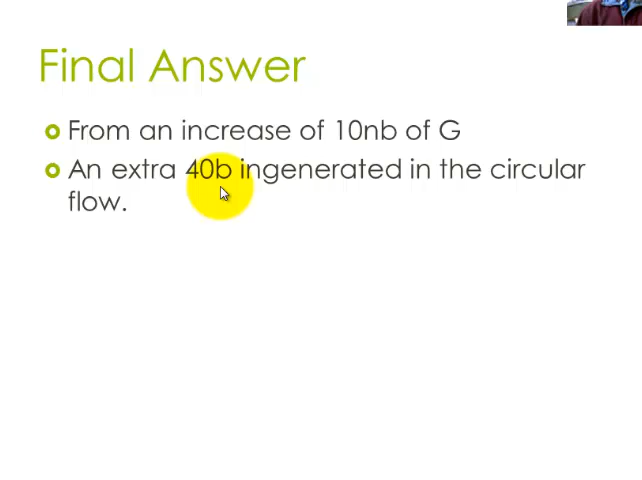 Final Answer
From an increase of 10nb of G
An extra 40b ingenerated in the circular
flow.